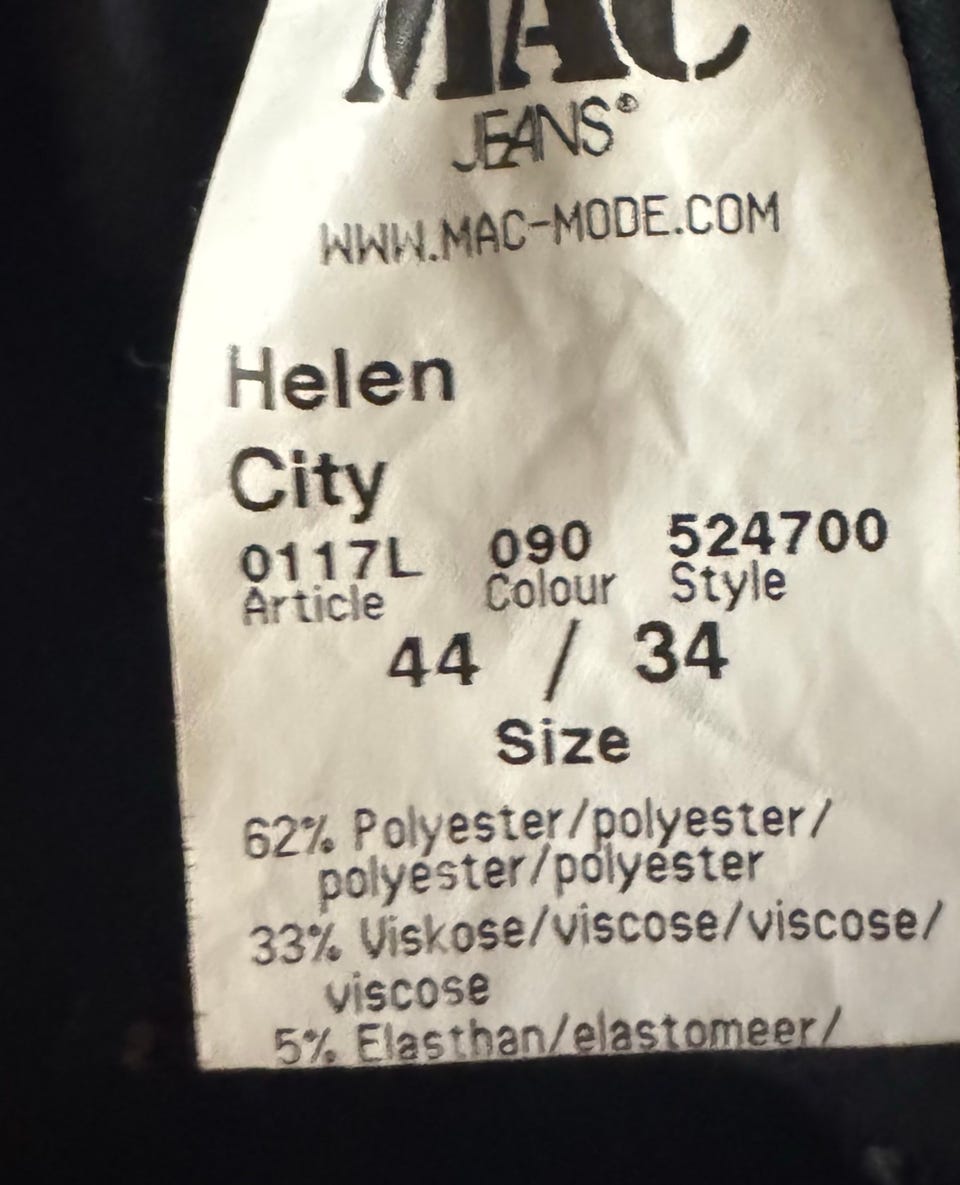 MAC
JEANS®
WWW.MAC-MODE.COM
Helen
City
0117L 090 524700
Article Colour Style
44 / 34
Size
62% Polyester/polyester/
polyester/polyester
33% Viskose/viscose/viscose/
viscose
5% Elasthan/elastomeer/